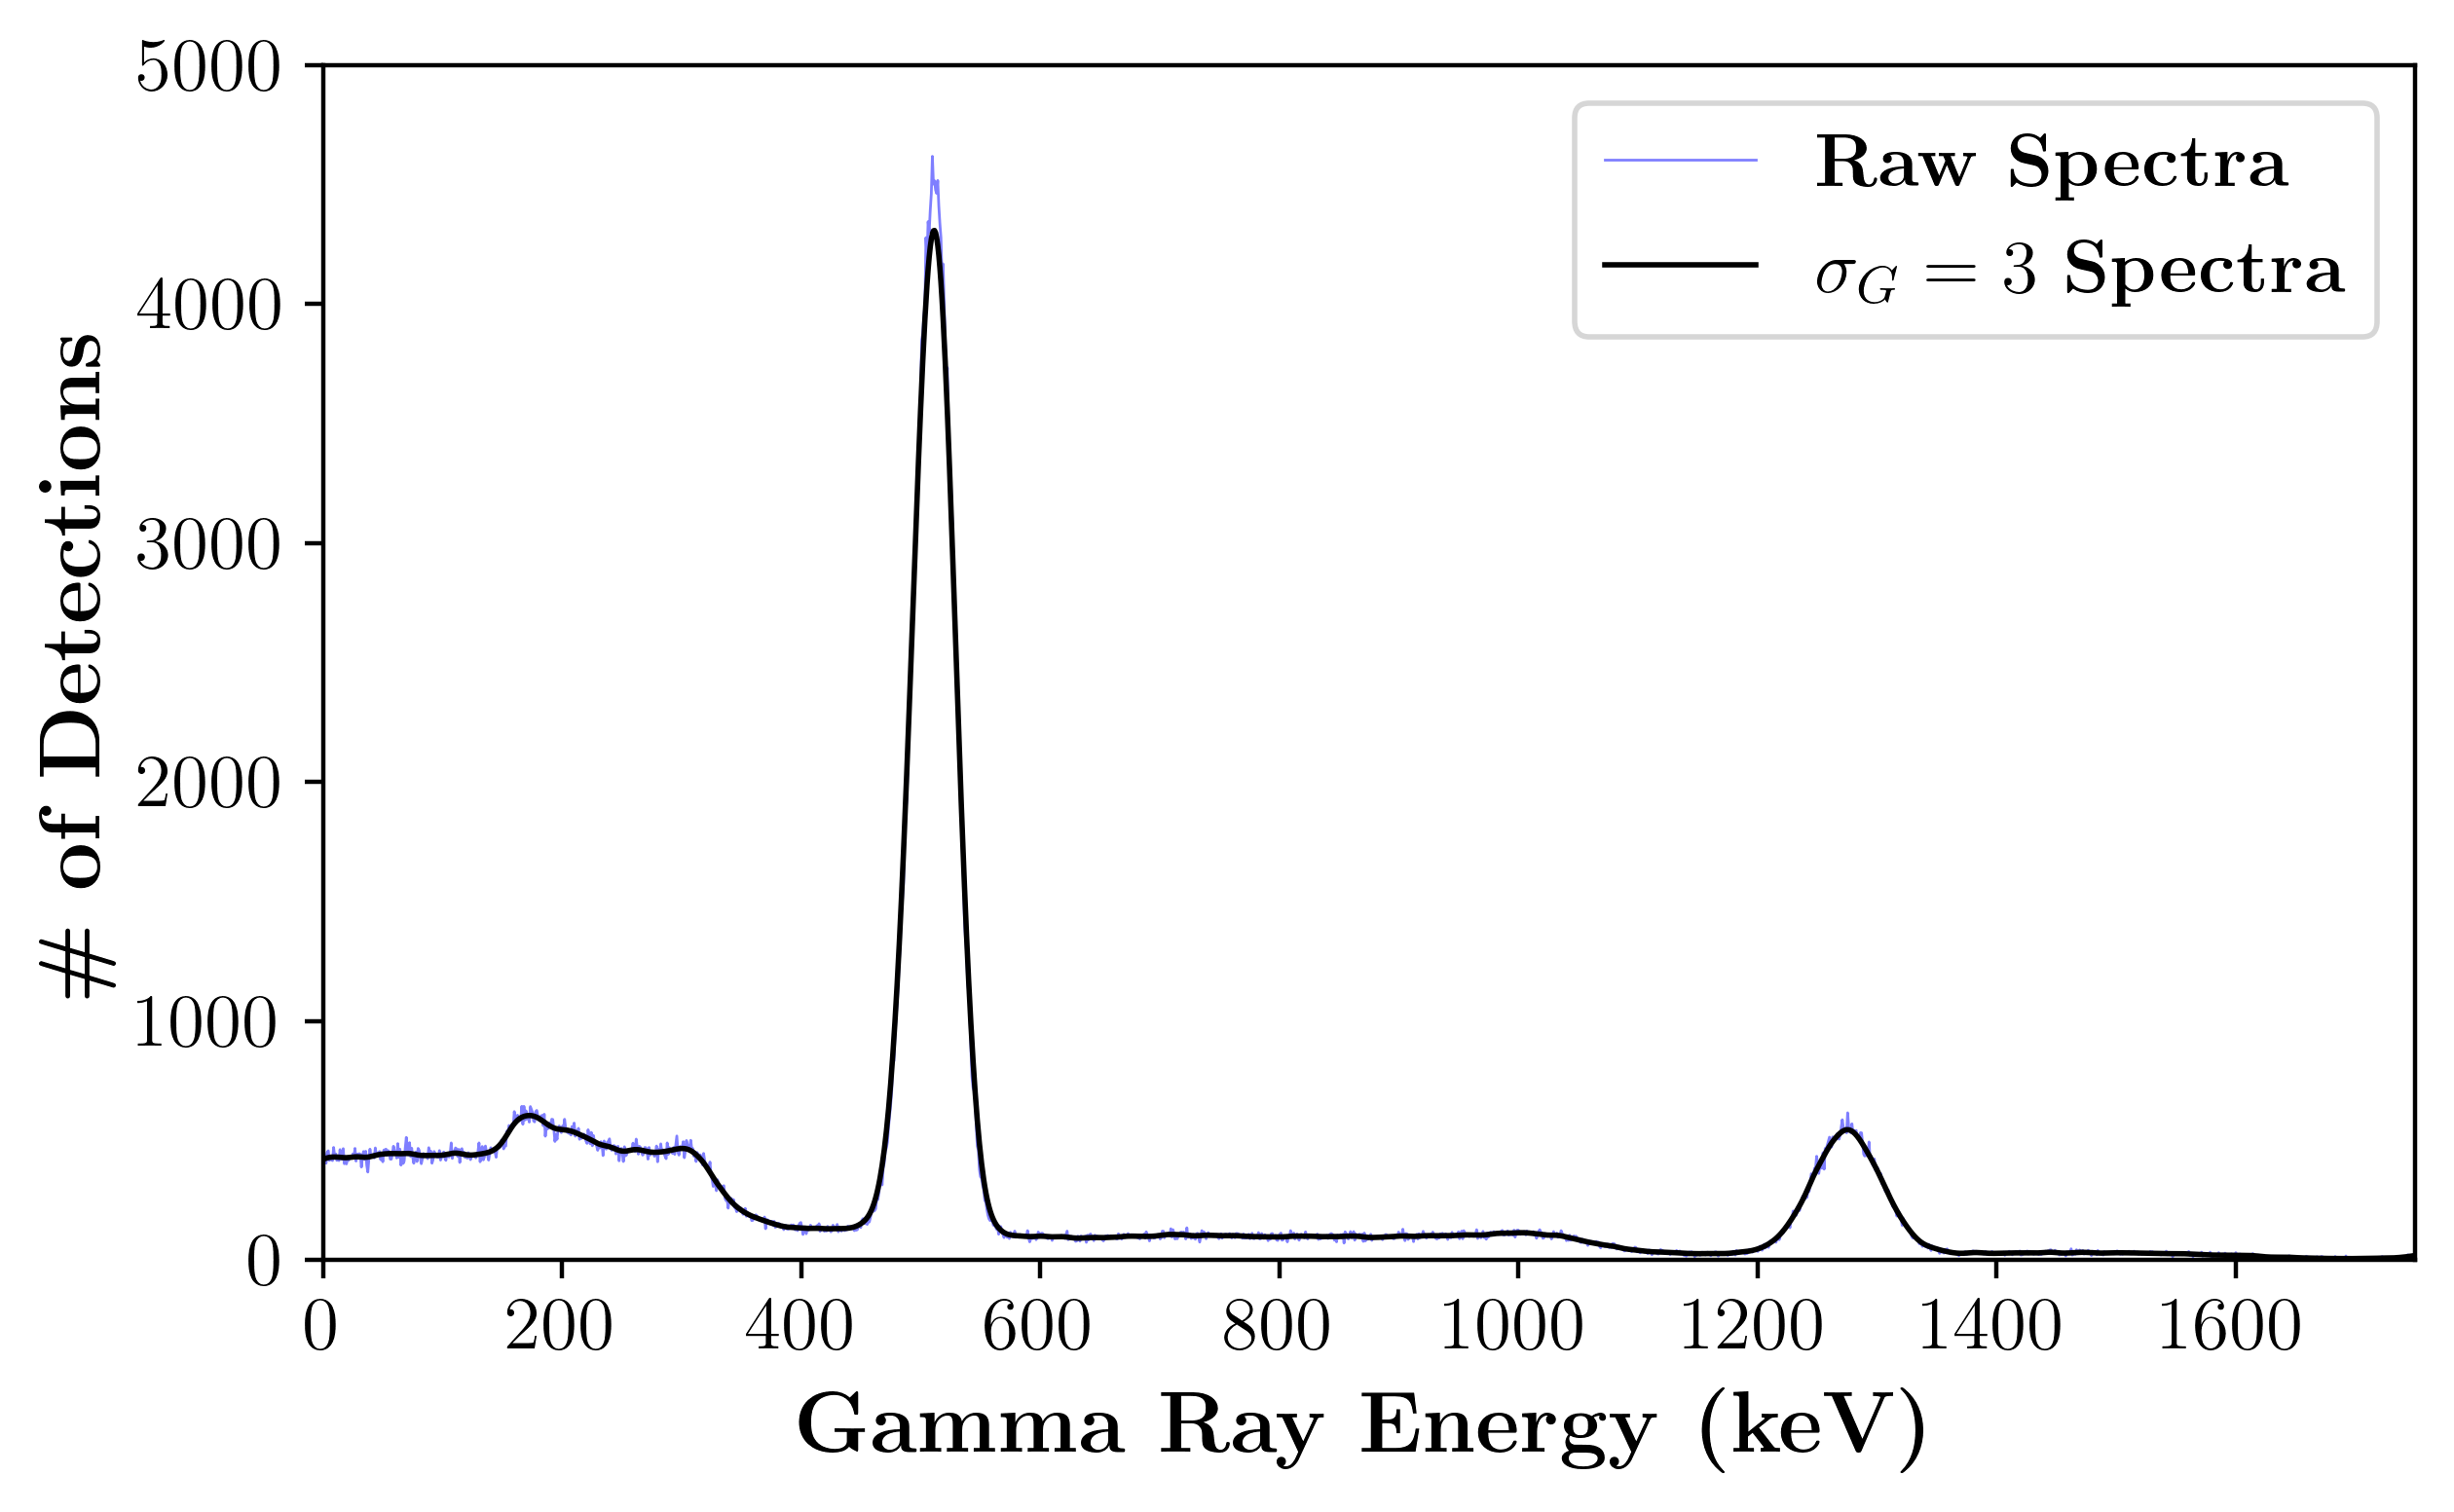 5000
4000
3000
2000
1000
0
# of Detections
Raw Spectra
σ_G = 3 Spectra
0 200 400 600 800 1000 1200 1400 1600
Gamma Ray Energy (keV)